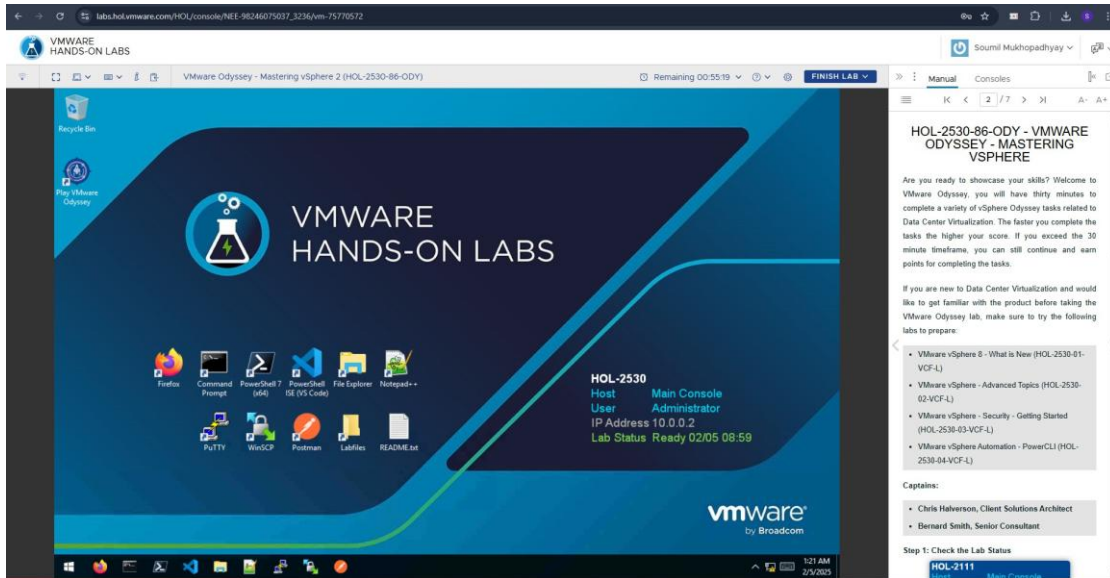 labs.hol.vmware.com/HOL/console/NEE-98246075037_3236/vm-75770572
VMWARE
HANDS-ON LABS
Soumil Mukhopadhyay
VMware Odyssey - Mastering vSphere 2 (HOL-2530-86-ODY)
Remaining 00:55:19
FINISH LAB
Manual
Consoles
2 / 7
A- A+
Recycle Bin
Play VMware
Odyssey
VMWARE
HANDS-ON LABS
Firefox
Command
Prompt
PowerShell 7
(x64)
PowerShell
ISE (VS Code)
File Explorer
Notepad++
PuTTY
WinSCP
Postman
Labfiles
README.txt
HOL-2530
Host Main Console
User Administrator
IP Address 10.0.0.2
Lab Status Ready 02/05 08:59
vmware
by Broadcom
1:21 AM
2/5/2025
HOL-2530-86-ODY - VMWARE
ODYSSEY - MASTERING
VSPHERE
Are you ready to showcase your skills? Welcome to
VMware Odyssey, you will have thirty minutes to
complete a variety of vSphere Odyssey tasks related to
Data Center Virtualization. The faster you complete the
tasks the higher your score. If you exceed the 30
minute timeframe, you can still continue and earn
points for completing the tasks.
If you are new to Data Center Virtualization and would
like to get familiar with the product before taking the
VMware Odyssey lab, make sure to try the following
labs to prepare:
• VMware vSphere 8 - What is New (HOL-2530-01-
VCF-L)
• VMware vSphere - Advanced Topics (HOL-2530-
02-VCF-L)
• VMware vSphere - Security - Getting Started
(HOL-2530-03-VCF-L)
• VMware vSphere Automation - PowerCLI (HOL-
2530-04-VCF-L)
Captains:
• Chris Halverson, Client Solutions Architect
• Bernard Smith, Senior Consultant
Step 1: Check the Lab Status
HOL-2111
Host Main Console